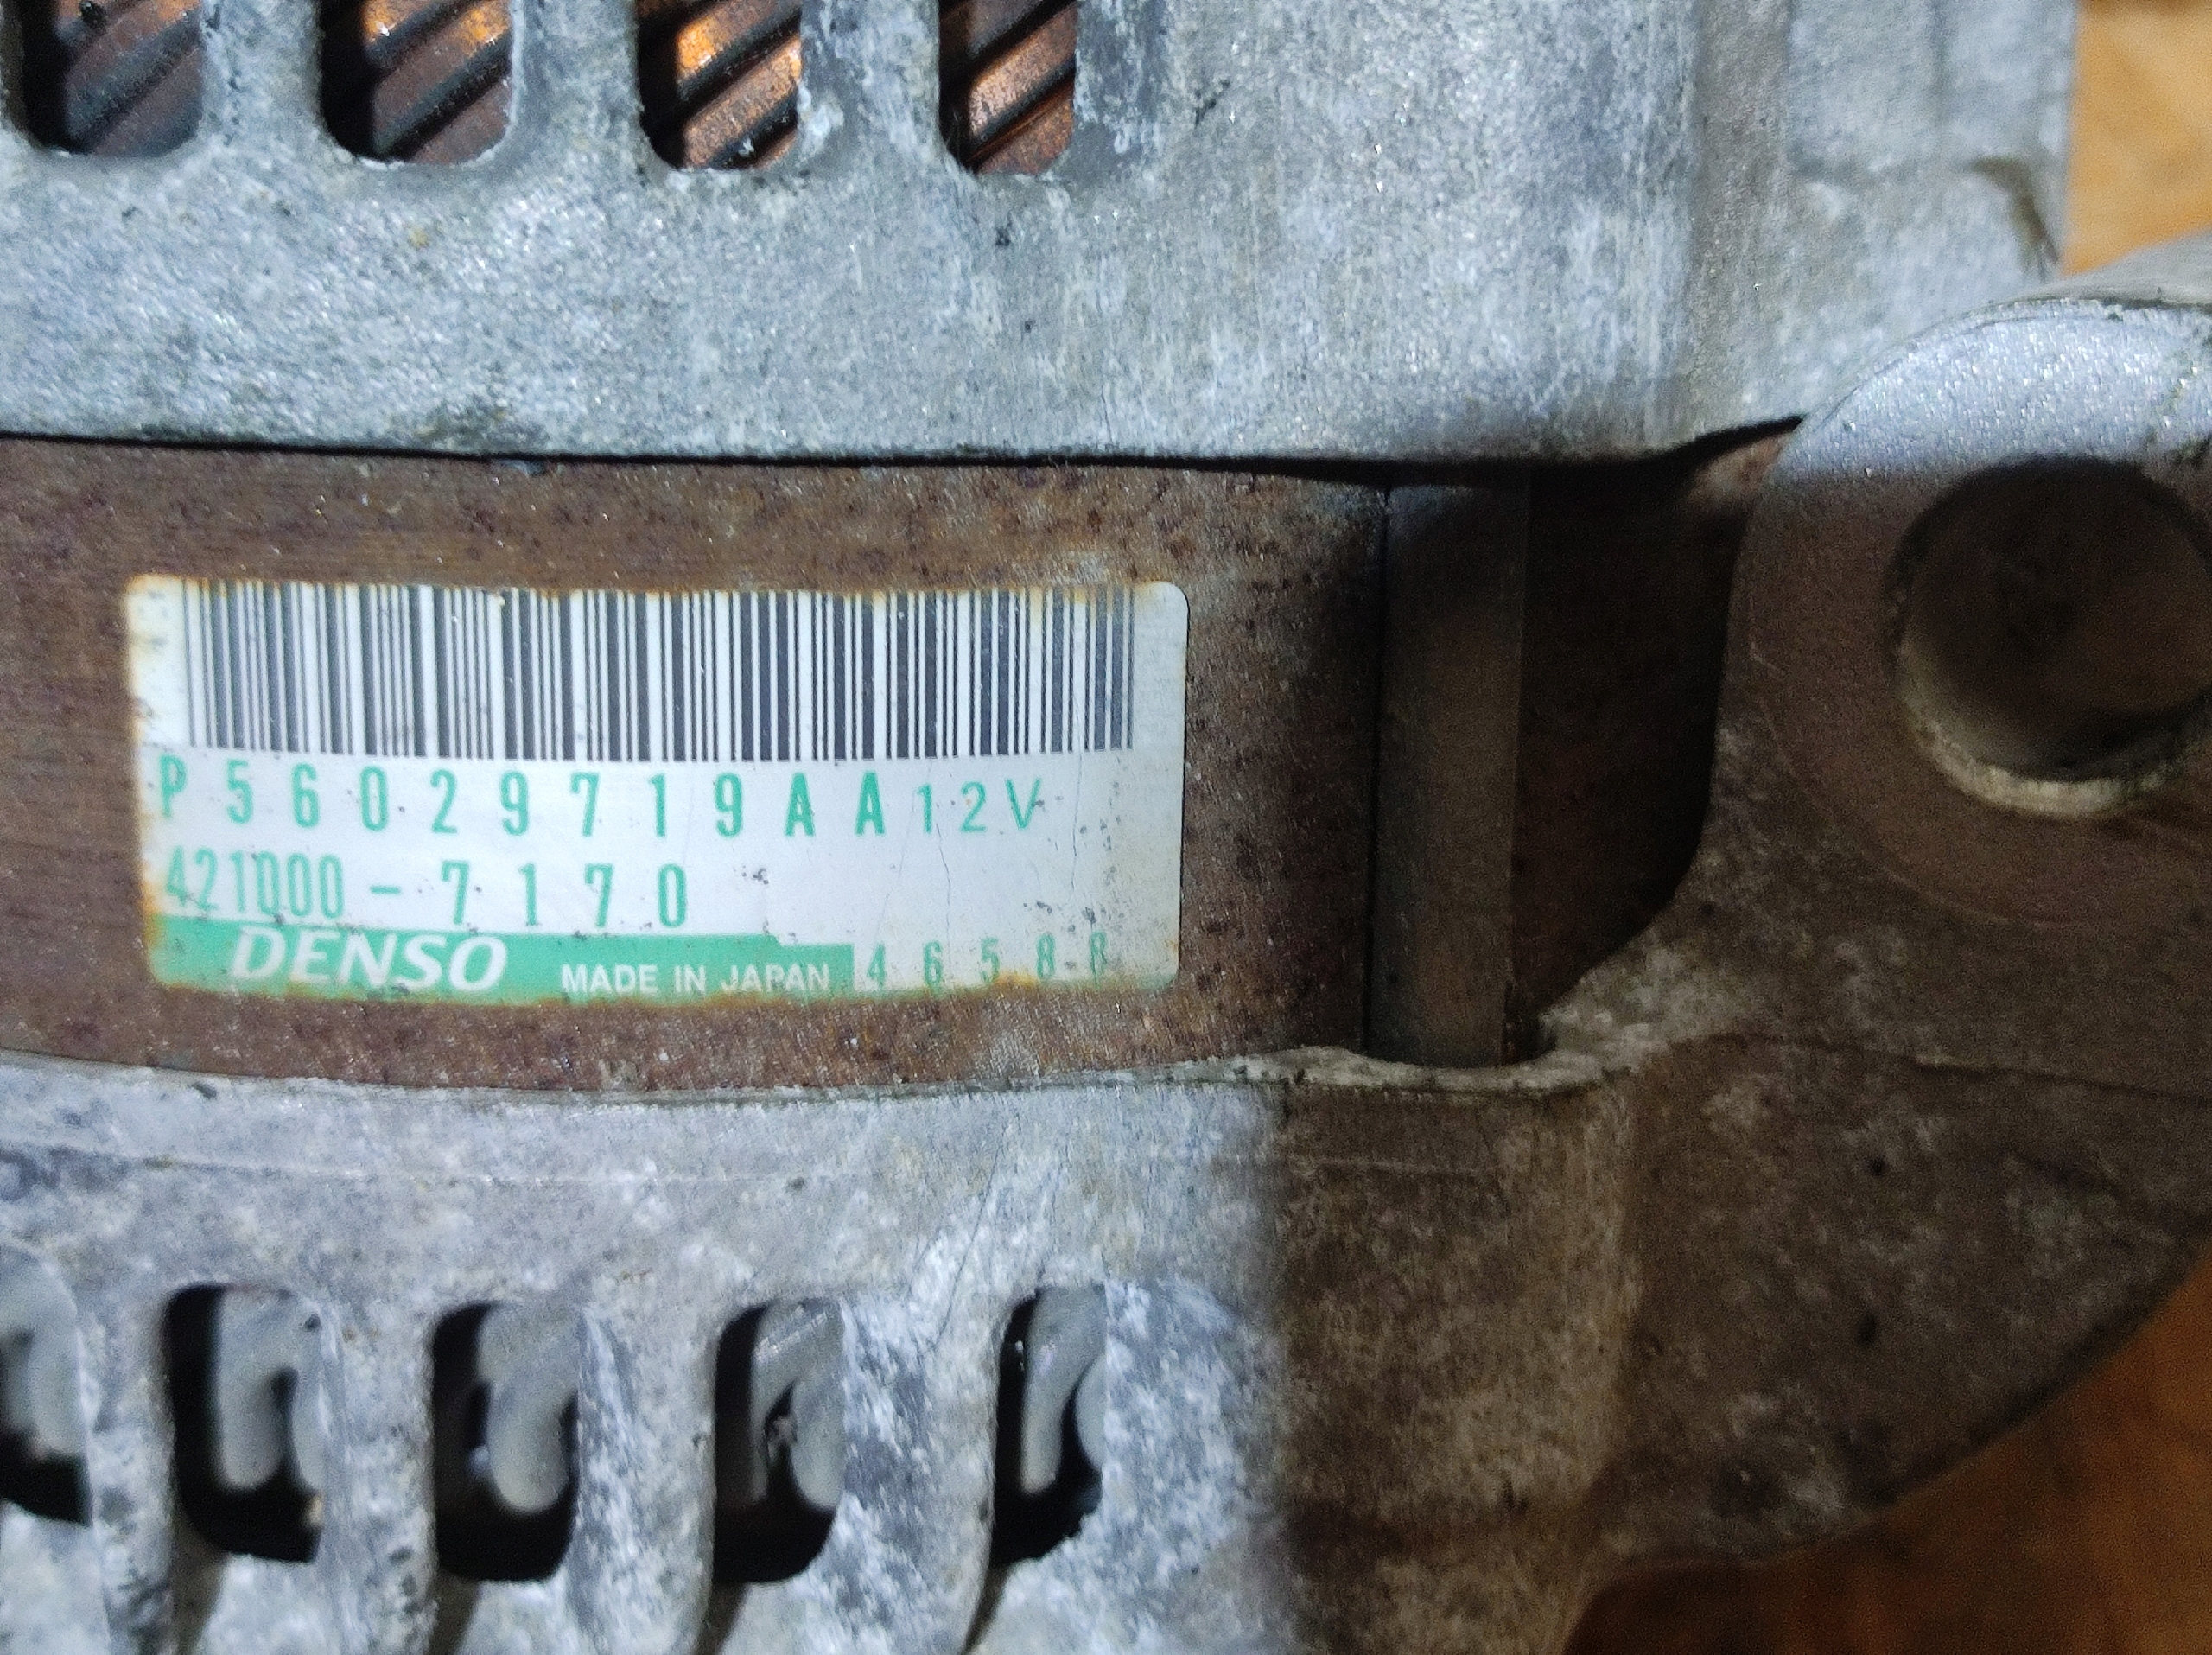 P56029719AA 12V
421000-7170
DENSO MADE IN JAPAN 46588